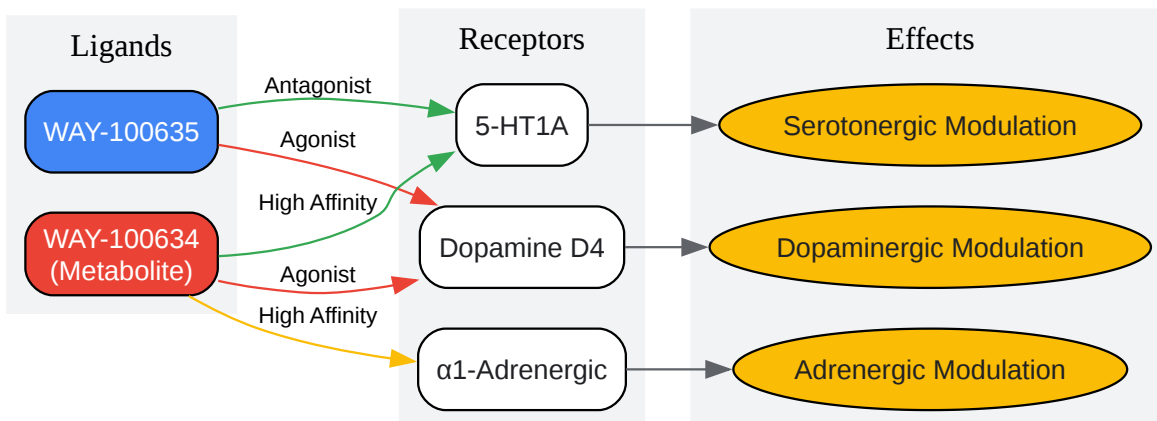 Ligands
Receptors
Effects
WAY-100635
Antagonist
5-HT1A
Serotonergic Modulation
Agonist
High Affinity
WAY-100634
(Metabolite)
Dopamine D4
Dopaminergic Modulation
Agonist
High Affinity
α1-Adrenergic
Adrenergic Modulation